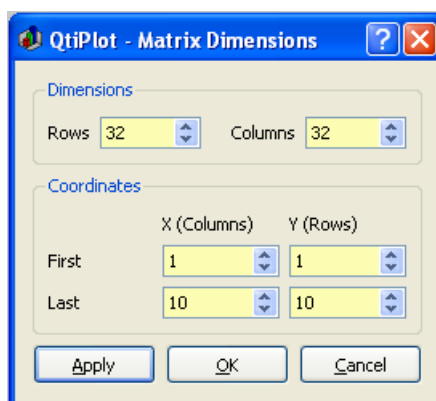 QtiPlot - Matrix Dimensions ?
Dimensions
Rows 32 Columns 32
Coordinates
X (Columns) Y (Rows)
First 1 1
Last 10 10
Apply OK Cancel